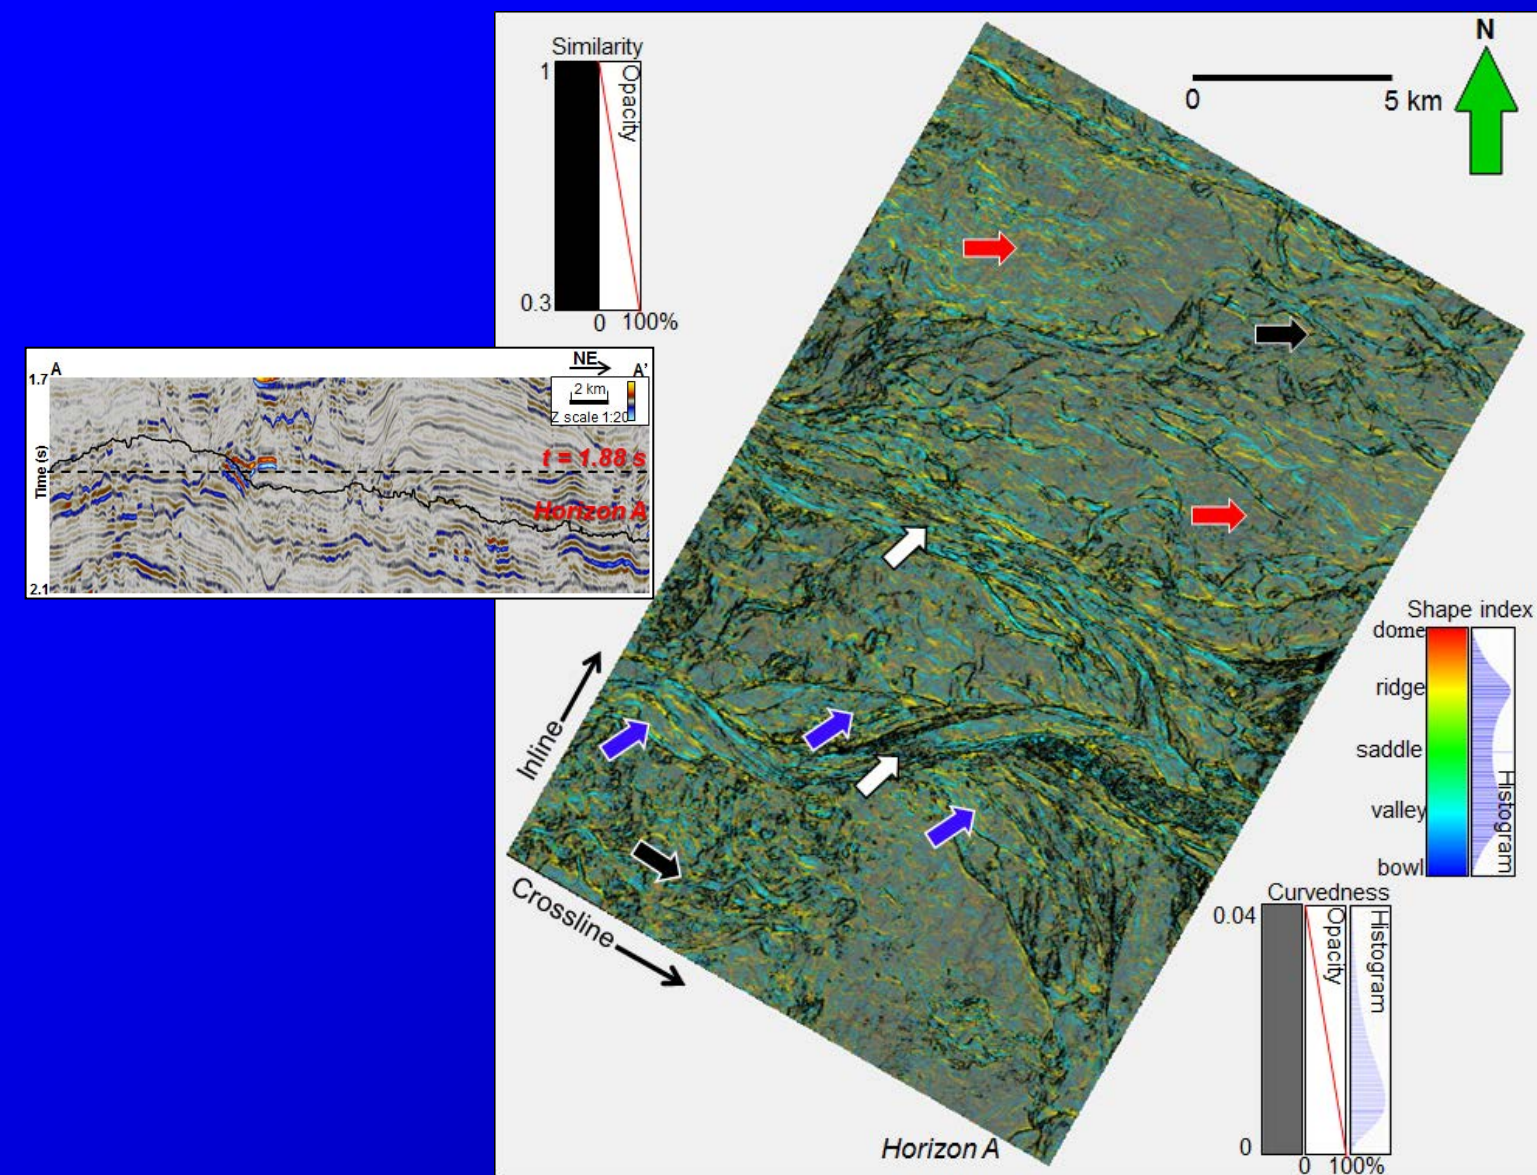 Similarity
1
Opacity
0.3
0 100%
N
0 5 km
A
NE
A'
1.7
2 km
Z scale 1:20
Time (s)
t = 1.88 s
Horizon A
2.1
Inline
Crossline
Shape index
dome
ridge
saddle
valley
bowl
Histogram
Curvedness
0.04
Opacity
Histogram
0
0 100%
Horizon A